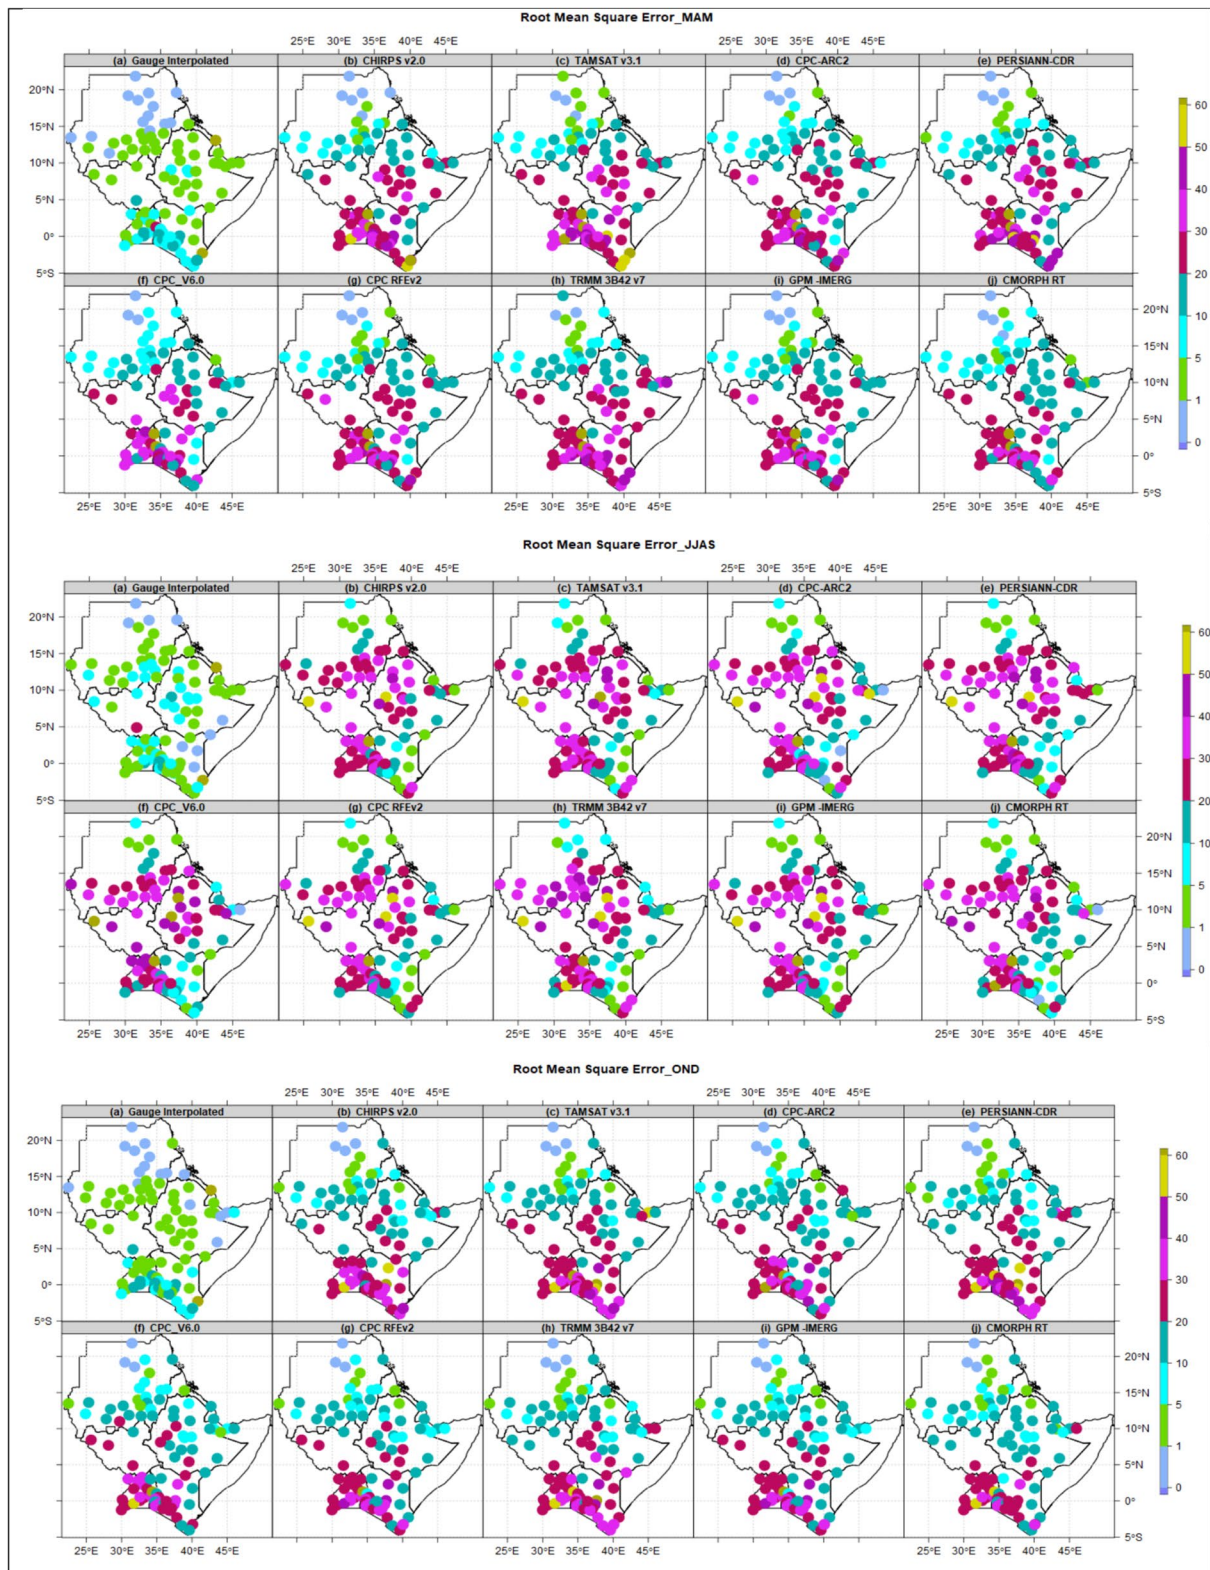 Root Mean Square Error_MAM
25°E 30°E 35°E 40°E 45°E 25°E 30°E 35°E 40°E 45°E
(a) Gauge Interpolated (b) CHIRPS v2.0 (c) TAMSAT v3.1 (d) CPC-ARC2 (e) PERSIANN-CDR
20°N
15°N
10°N
5°N
0°
5°S
60
50
40
30
20
10
5
1
0
(f) CPC_V6.0 (g) CPC RFEv2 (h) TRMM 3B42 v7 (i) GPM -IMERG (j) CMORPH RT
20°N
15°N
10°N
5°N
0°
5°S
25°E 30°E 35°E 40°E 45°E 25°E 30°E 35°E 40°E 45°E 25°E 30°E 35°E 40°E 45°E
Root Mean Square Error_JJAS
25°E 30°E 35°E 40°E 45°E 25°E 30°E 35°E 40°E 45°E
(a) Gauge Interpolated (b) CHIRPS v2.0 (c) TAMSAT v3.1 (d) CPC-ARC2 (e) PERSIANN-CDR
20°N
15°N
10°N
5°N
0°
5°S
60
50
40
30
20
10
5
1
0
(f) CPC_V6.0 (g) CPC RFEv2 (h) TRMM 3B42 v7 (i) GPM -IMERG (j) CMORPH RT
20°N
15°N
10°N
5°N
0°
5°S
25°E 30°E 35°E 40°E 45°E 25°E 30°E 35°E 40°E 45°E 25°E 30°E 35°E 40°E 45°E
Root Mean Square Error_OND
25°E 30°E 35°E 40°E 45°E 25°E 30°E 35°E 40°E 45°E
(a) Gauge Interpolated (b) CHIRPS v2.0 (c) TAMSAT v3.1 (d) CPC-ARC2 (e) PERSIANN-CDR
20°N
15°N
10°N
5°N
0°
5°S
60
50
40
30
20
10
5
1
0
(f) CPC_V6.0 (g) CPC RFEv2 (h) TRMM 3B42 v7 (i) GPM -IMERG (j) CMORPH RT
20°N
15°N
10°N
5°N
0°
5°S
25°E 30°E 35°E 40°E 45°E 25°E 30°E 35°E 40°E 45°E 25°E 30°E 35°E 40°E 45°E